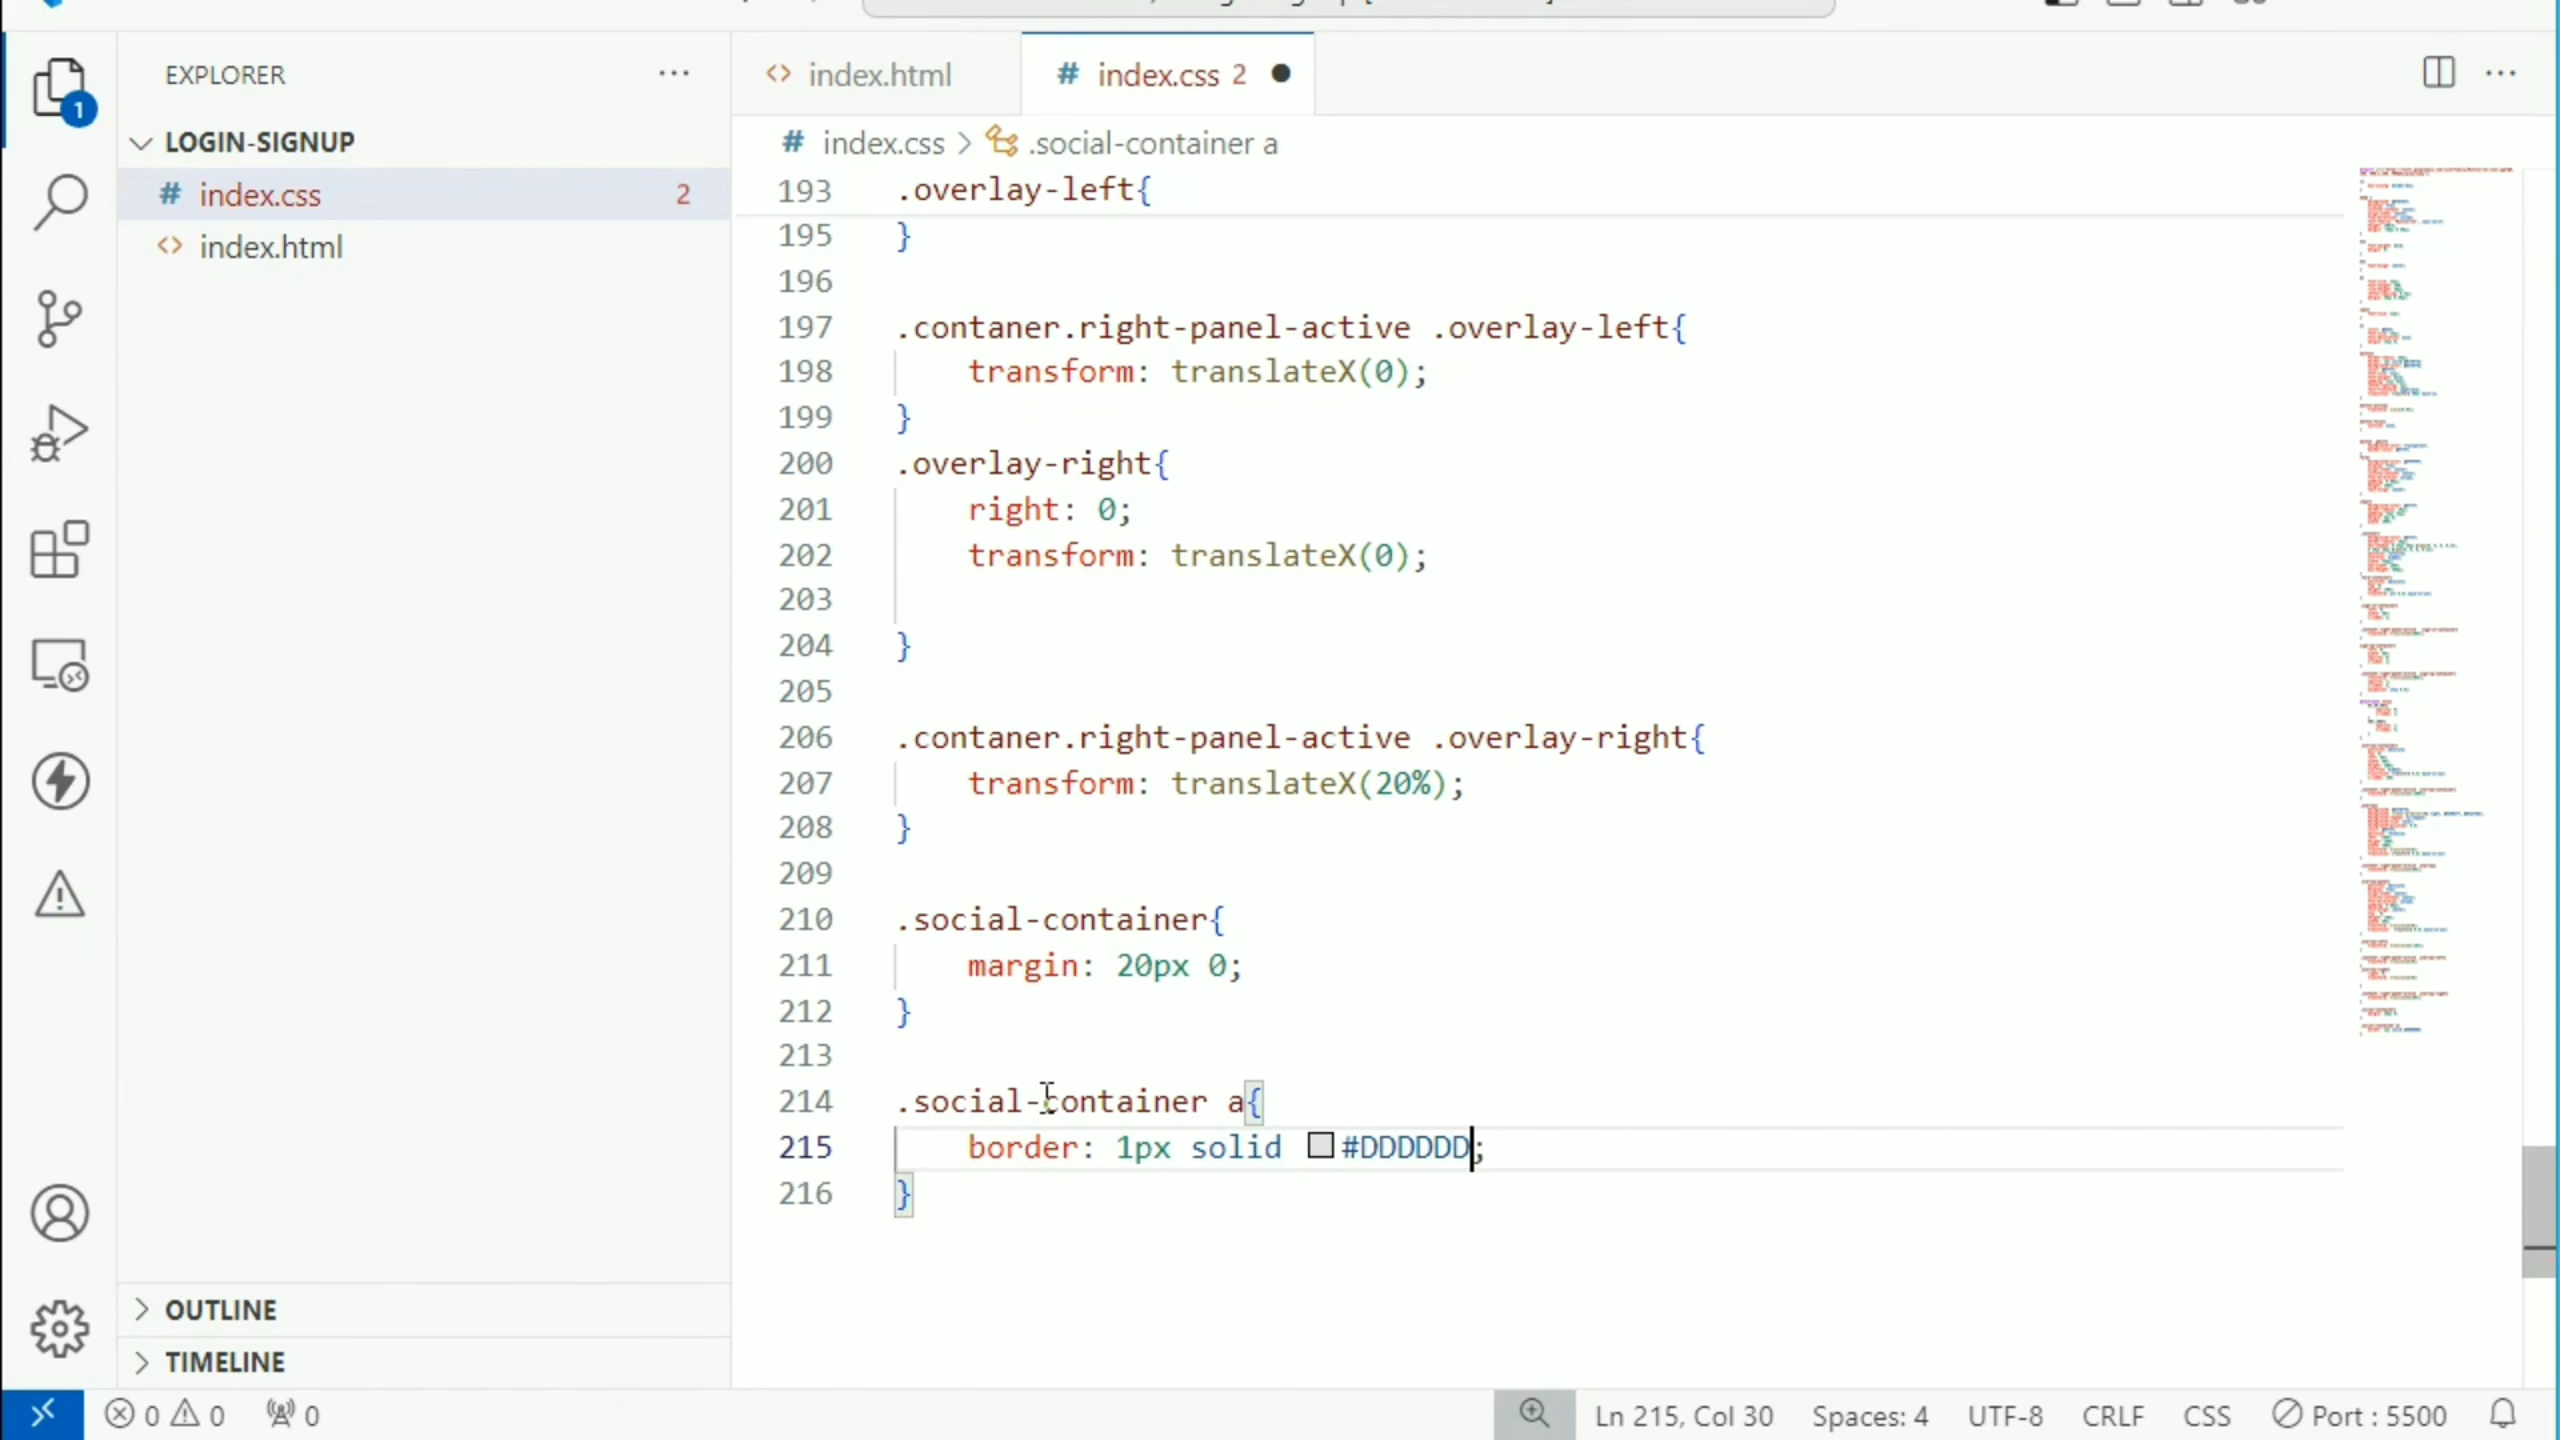 EXPLORER
index.html
index.css 2
1
LOGIN-SIGNUP
index.css > .social-container a
index.css 2
index.html
193 .overlay-left{
195 }
196
197 .contaner.right-panel-active .overlay-left{
198 transform: translateX(0);
199 }
200 .overlay-right{
201 right: 0;
202 transform: translateX(0);
203
204 }
205
206 .contaner.right-panel-active .overlay-right{
207 transform: translateX(20%);
208 }
209
210 .social-container{
211 margin: 20px 0;
212 }
213
214 .social-container a{
215 border: 1px solid #DDDDDD;
216 }
OUTLINE
TIMELINE
0 0 0 Ln 215, Col 30 Spaces: 4 UTF-8 CRLF CSS Port : 5500